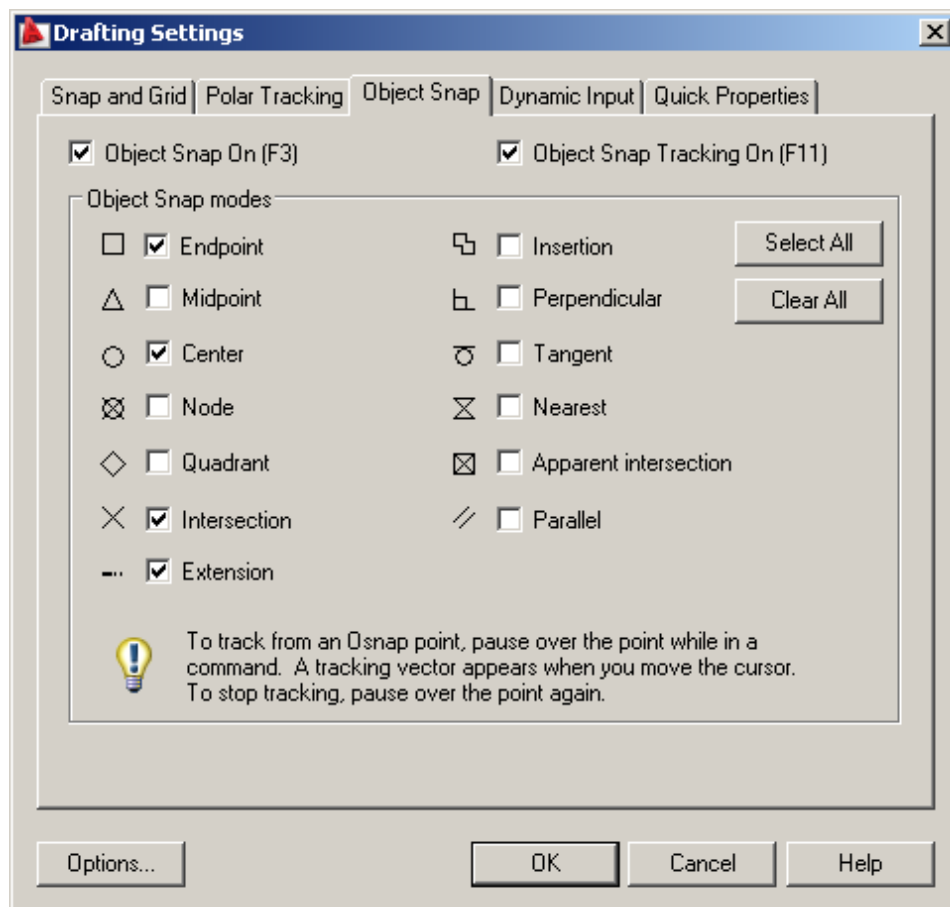 Drafting Settings
Snap and Grid Polar Tracking Object Snap Dynamic Input Quick Properties
Object Snap On (F3) Object Snap Tracking On (F11)
Object Snap modes
Endpoint Insertion Select All
Midpoint Perpendicular Clear All
Center Tangent
Node Nearest
Quadrant Apparent intersection
Intersection Parallel
Extension
To track from an Osnap point, pause over the point while in a
command. A tracking vector appears when you move the cursor.
To stop tracking, pause over the point again.
Options... OK Cancel Help